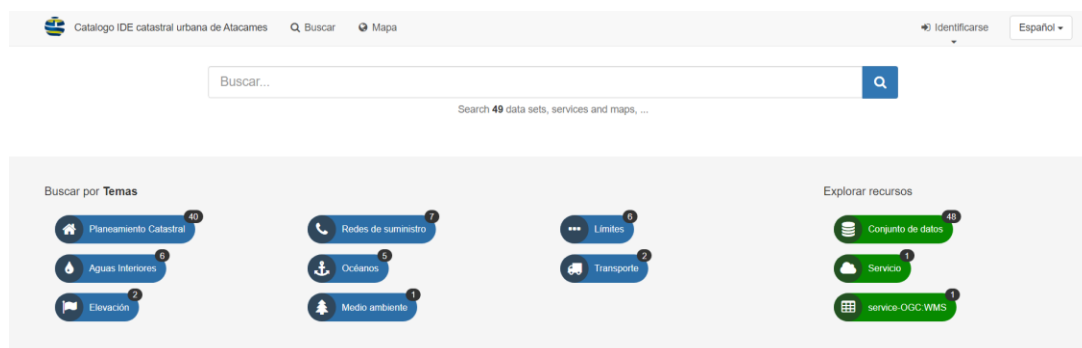 Catalogo IDE catastral urbana de Atacames Buscar Mapa Identificarse Español
Buscar...
Search 49 data sets, services and maps, ...
Buscar por Temas Explorar recursos
40 7 6 48
Planeamiento Catastral Redes de suministro Límites Conjunto de datos
6 5 2 1
Aguas Interiores Océanos Transporte Servicio
2 1 1
Elevación Medio ambiente service-OGC:WMS